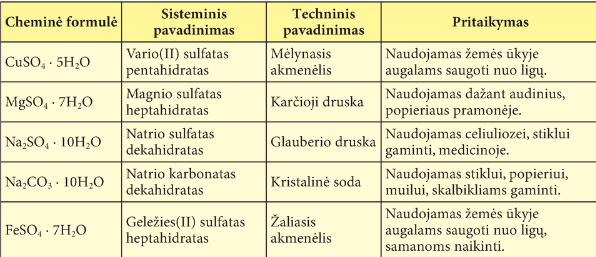 Cheminė formulė
Sisteminis
pavadinimas
Techninis
pavadinimas
Pritaikymas
CuSO₄ · 5H₂O
Vario(II) sulfatas
pentahidratas
Mėlynasis
akmenėlis
Naudojamas žemės ūkyje
augalams saugoti nuo ligų.
MgSO₄ · 7H₂O
Magnio sulfatas
heptahidratas
Karčioji druska
Naudojamas dažant audinius,
popieriaus pramonėje.
Na₂SO₄ · 10H₂O
Natrio sulfatas
dekahidratas
Glauberio druska
Naudojamas celiuliozei, stiklui
gaminti, medicinoje.
Na₂CO₃ · 10H₂O
Natrio karbonatas
dekahidratas
Kristalinė soda
Naudojamas stiklui, popieriui,
muilui, skalbikliams gaminti.
FeSO₄ · 7H₂O
Geležies(II) sulfatas
heptahidratas
Žaliasis
akmenėlis
Naudojamas žemės ūkyje
augalams saugoti nuo ligų,
samanoms naikinti.